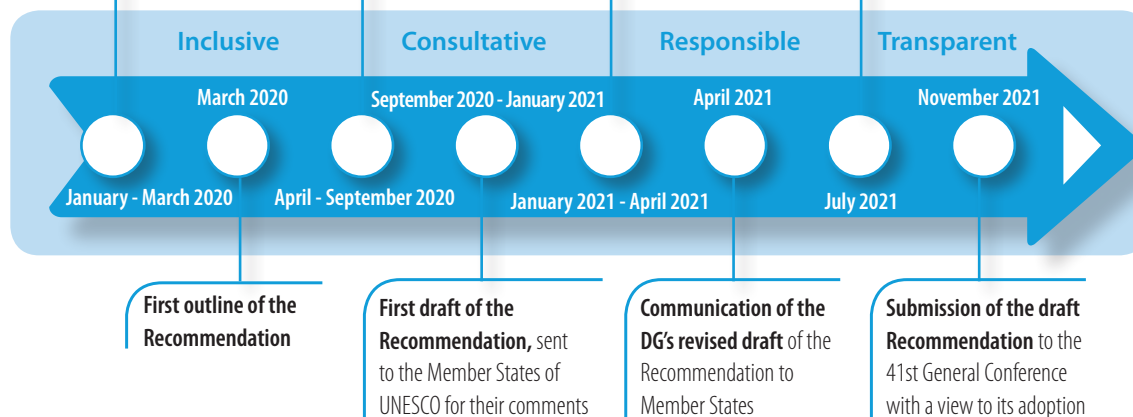 Inclusive
Consultative
Responsible
Transparent
March 2020
September 2020 - January 2021
April 2021
November 2021
January - March 2020
April - September 2020
January 2021 - April 2021
July 2021
First outline of the
Recommendation
First draft of the
Recommendation, sent
to the Member States of
UNESCO for their comments
Communication of the
DG's revised draft of the
Recommendation to
Member States
Submission of the draft
Recommendation to the
41st General Conference
with a view to its adoption